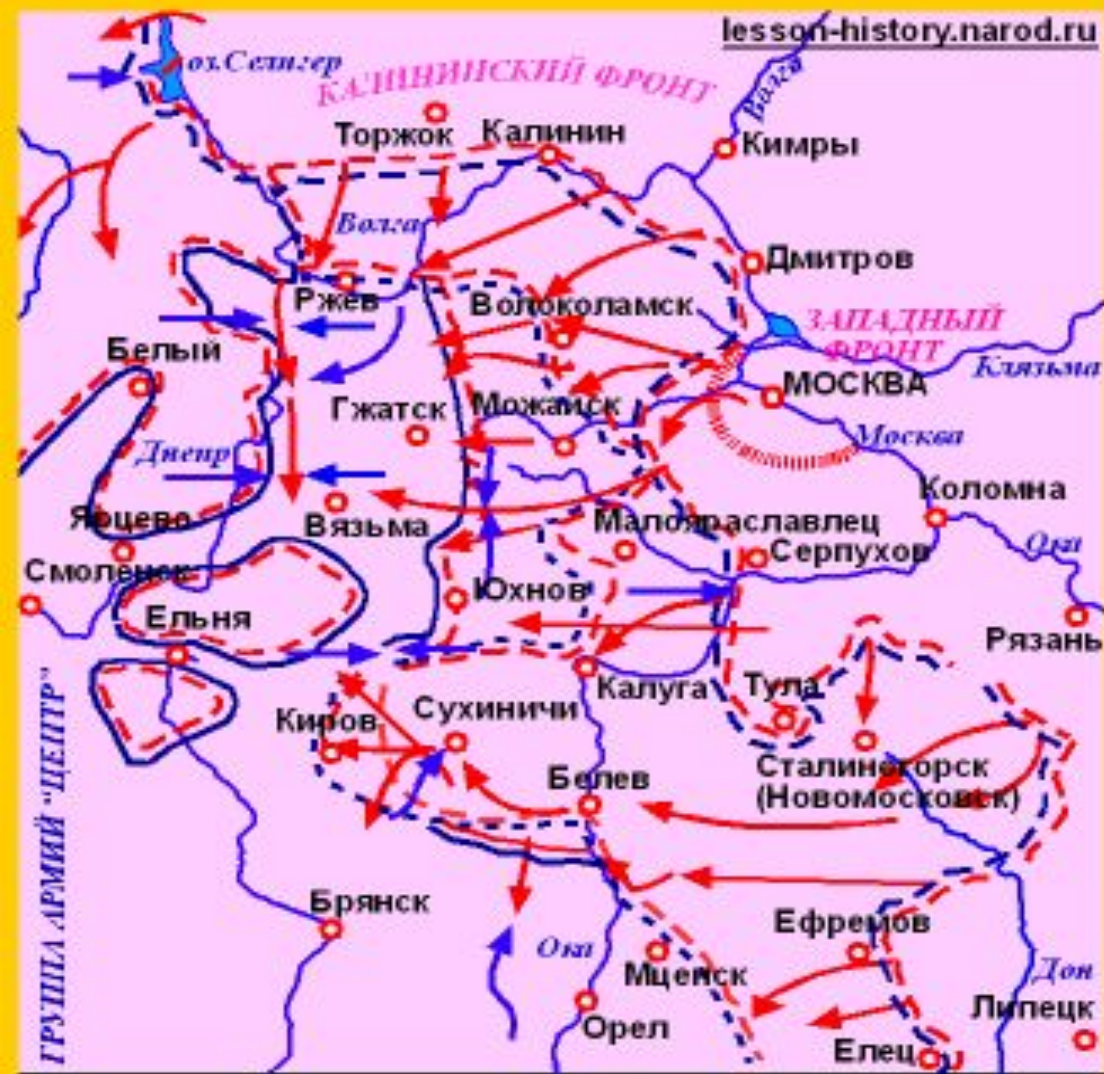 lesson-history.narod.ru
оз.Селигер
КАЛИНИНСКИЙ ФРОНТ
Волга
Торжок
Калинин
Кимры
Волга
Дмитров
Ржев
Волоколамск
ЗАПАДНЫЙ
ФРОНТ
Клязьма
Белый
МОСКВА
Гжатск
Можайск
Москва
Днепр
Коломна
Ярцево
Вязьма
Малояраславлец
Серпухов
Ока
Смоленск
Юхнов
Ельня
Рязань
Калуга
Тула
Киров
Сухиничи
Сталиногорск
(Новомосковск)
Белев
ГРУППА АРМИЙ "ЦЕНТР"
Брянск
Ефремов
Ока
Мценск
Дон
Липецк
Орел
Елец